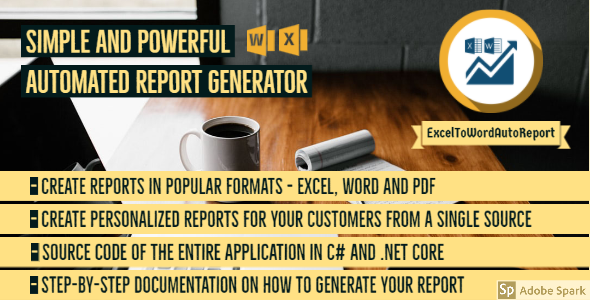 SIMPLE AND POWERFUL
W X
AUTOMATED REPORT GENERATOR
X W
ExcelToWordAutoReport
- CREATE REPORTS IN POPULAR FORMATS - EXCEL, WORD AND PDF
- CREATE PERSONALIZED REPORTS FOR YOUR CUSTOMERS FROM A SINGLE SOURCE
- SOURCE CODE OF THE ENTIRE APPLICATION IN C# AND .NET CORE
- STEP-BY-STEP DOCUMENTATION ON HOW TO GENERATE YOUR REPORT
Sp Adobe Spark